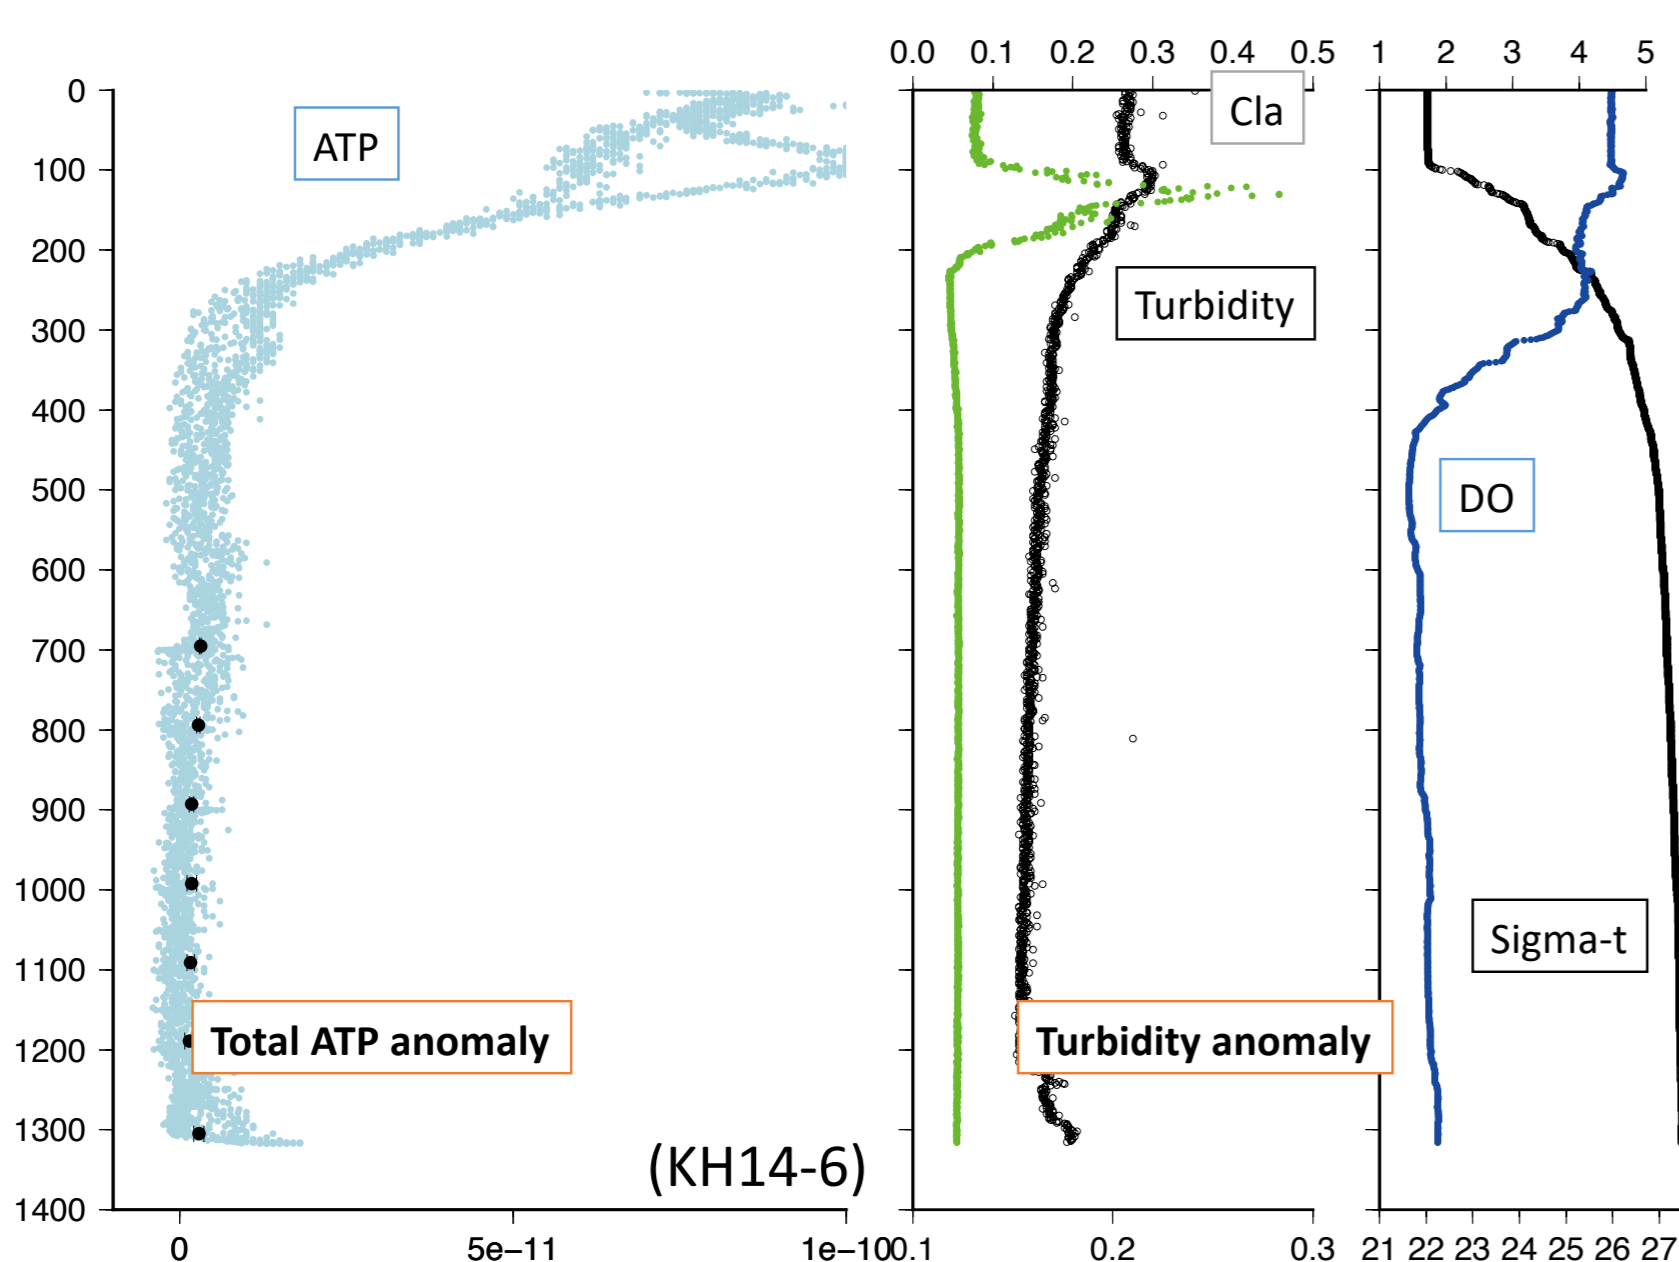 0.0 0.1 0.2 0.3 0.4 0.5 1 2 3 4 5
0
100
200
300
400
500
600
700
800
900
1000
1100
1200
1300
1400
ATP
Cla
Turbidity
DO
Sigma-t
Total ATP anomaly
Turbidity anomaly
(KH14-6)
0 5e−11 1e−10 0.1 0.2 0.3 21 22 23 24 25 26 27